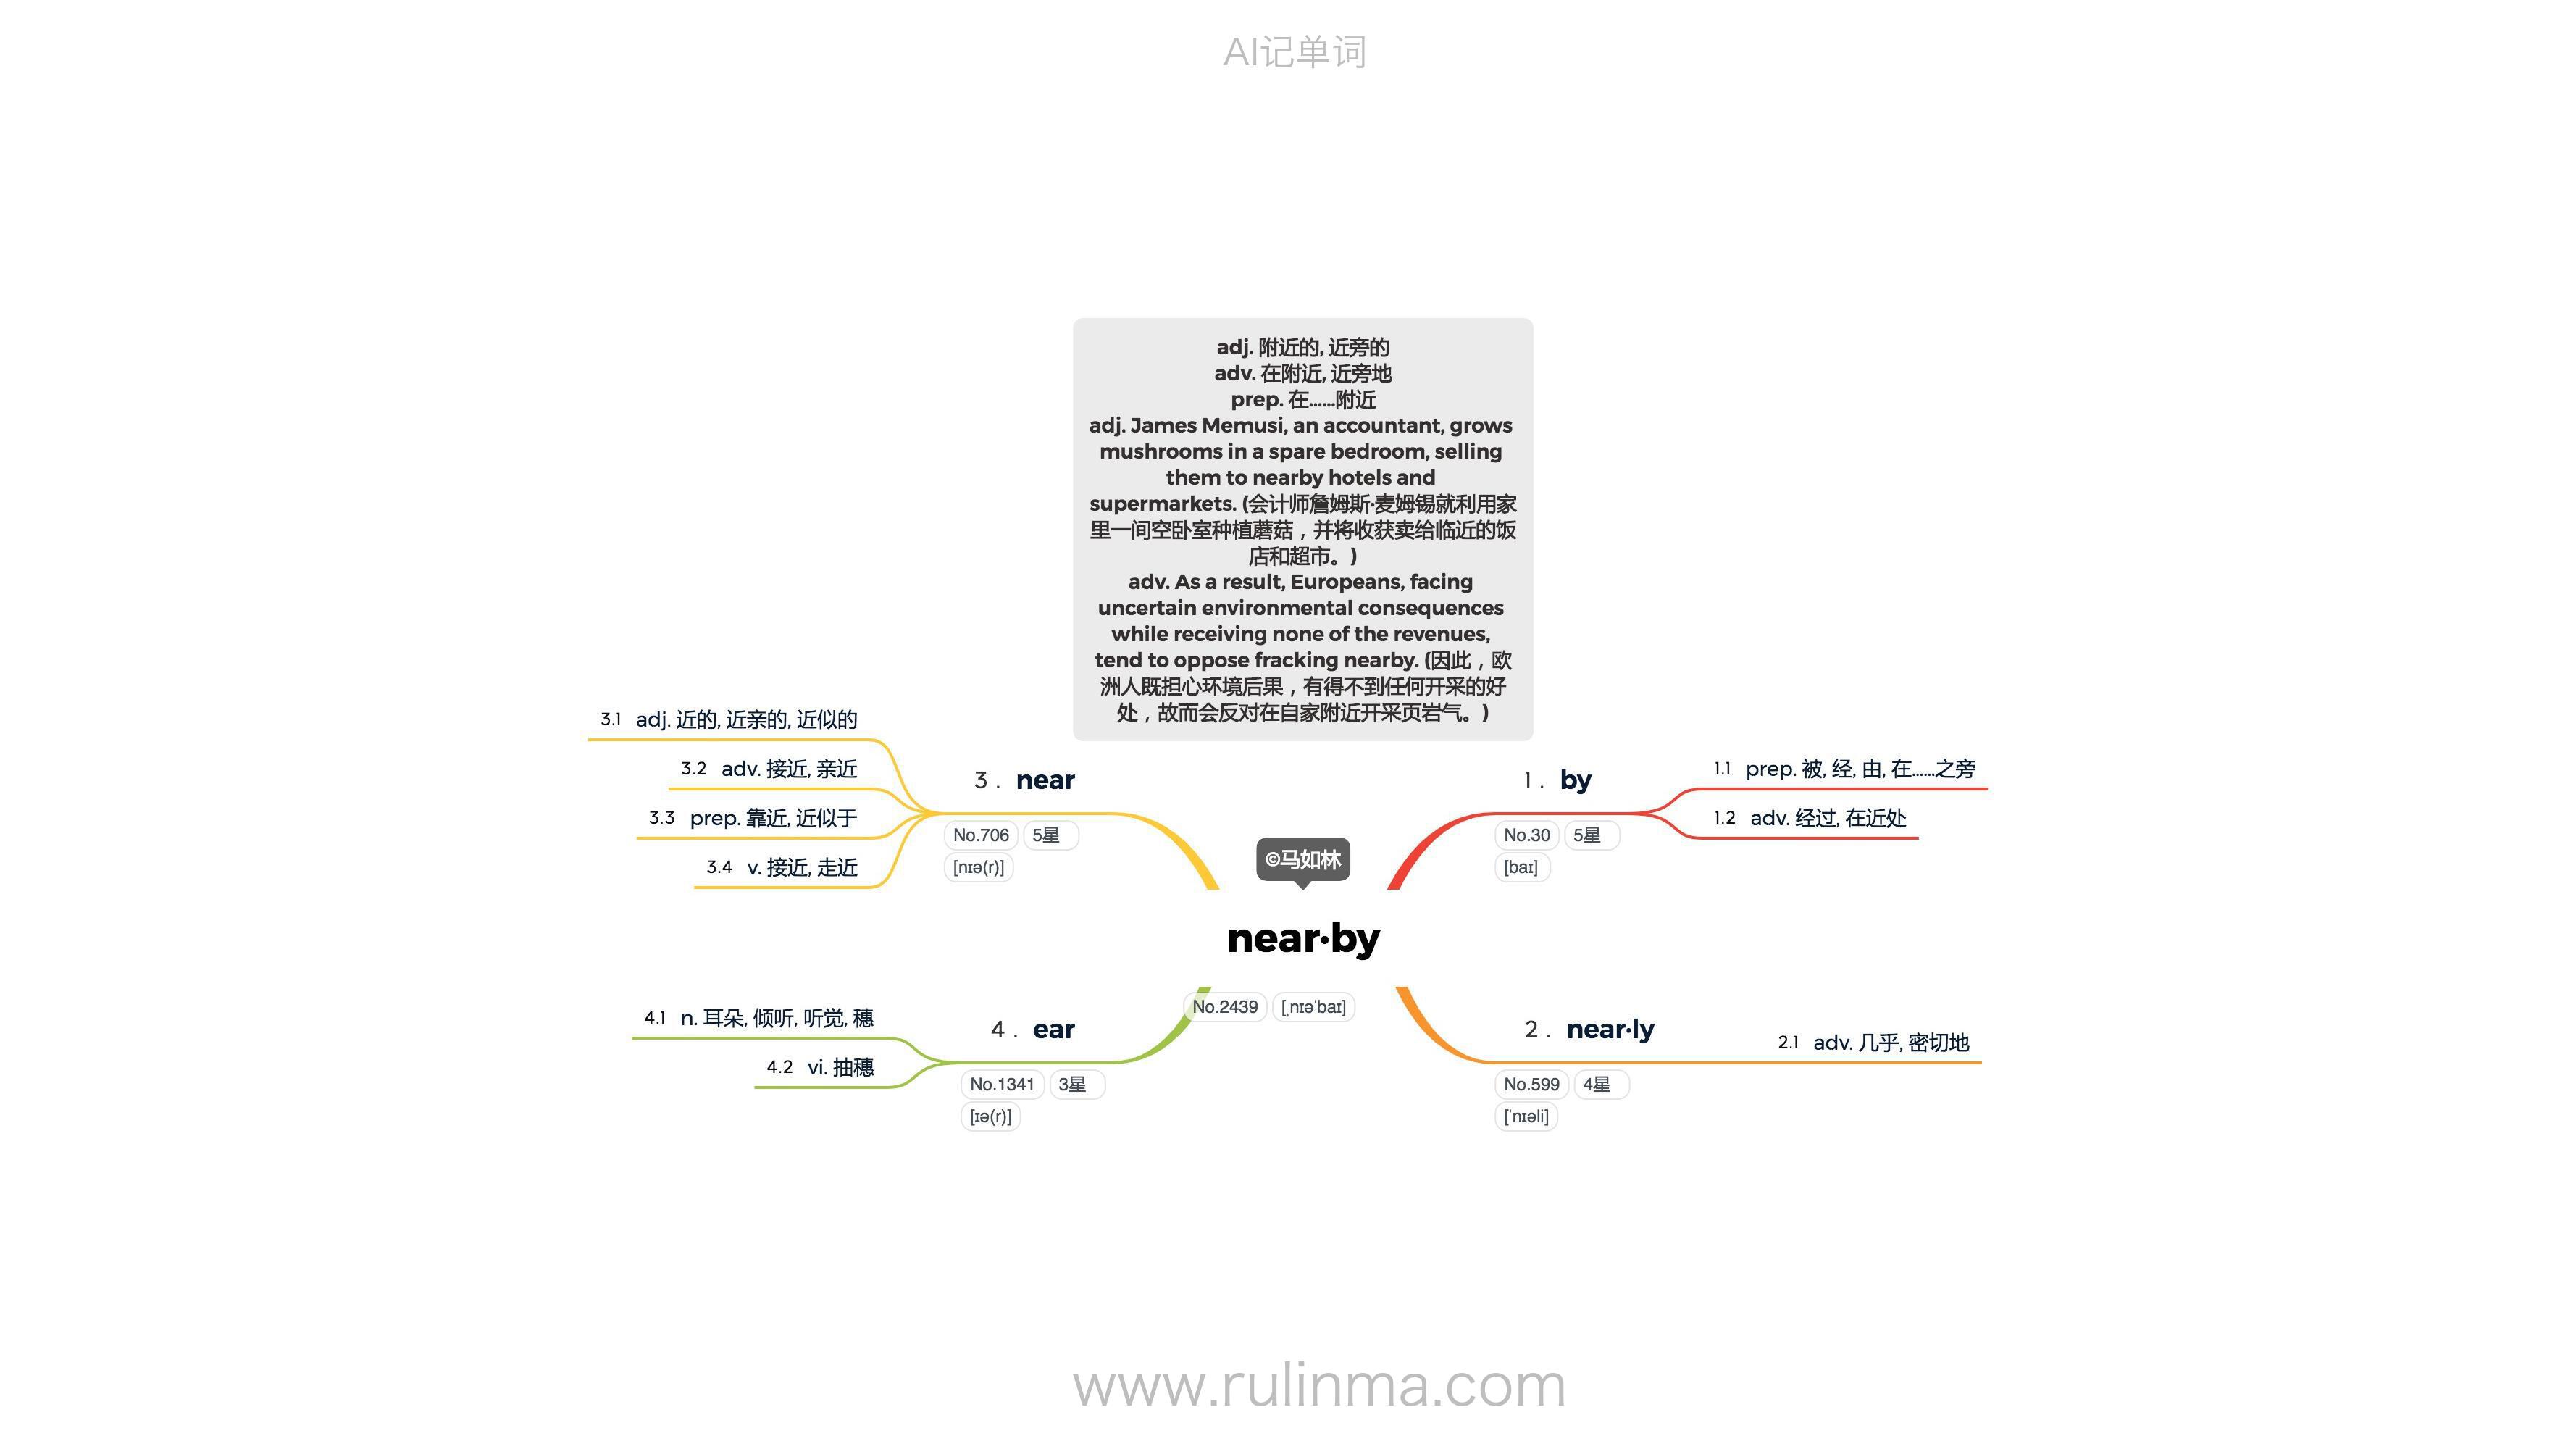 AI记单词
adj. 附近的, 近旁的
adv. 在附近, 近旁地
prep. 在……附近
adj. James Memusi, an accountant, grows
mushrooms in a spare bedroom, selling
them to nearby hotels and
supermarkets. (会计师詹姆斯·麦姆锡就利用家
里一间空卧室种植蘑菇，并将收获卖给临近的饭
店和超市。)
adv. As a result, Europeans, facing
uncertain environmental consequences
while receiving none of the revenues,
tend to oppose fracking nearby. (因此，欧
洲人既担心环境后果，有得不到任何开采的好
处，故而会反对在自家附近开采页岩气。)
©马如林
near·by
No.2439 [ˌnɪəˈbaɪ]
1. by
No.30 5星
[baɪ]
1.1 prep. 被, 经, 由, 在……之旁
1.2 adv. 经过, 在近处
2. near·ly
No.599 4星
[ˈnɪəli]
2.1 adv. 几乎, 密切地
3. near
No.706 5星
[nɪə(r)]
3.1 adj. 近的, 近亲的, 近似的
3.2 adv. 接近, 亲近
3.3 prep. 靠近, 近似于
3.4 v. 接近, 走近
4. ear
No.1341 3星
[ɪə(r)]
4.1 n. 耳朵, 倾听, 听觉, 穗
4.2 vi. 抽穗
www.rulinma.com